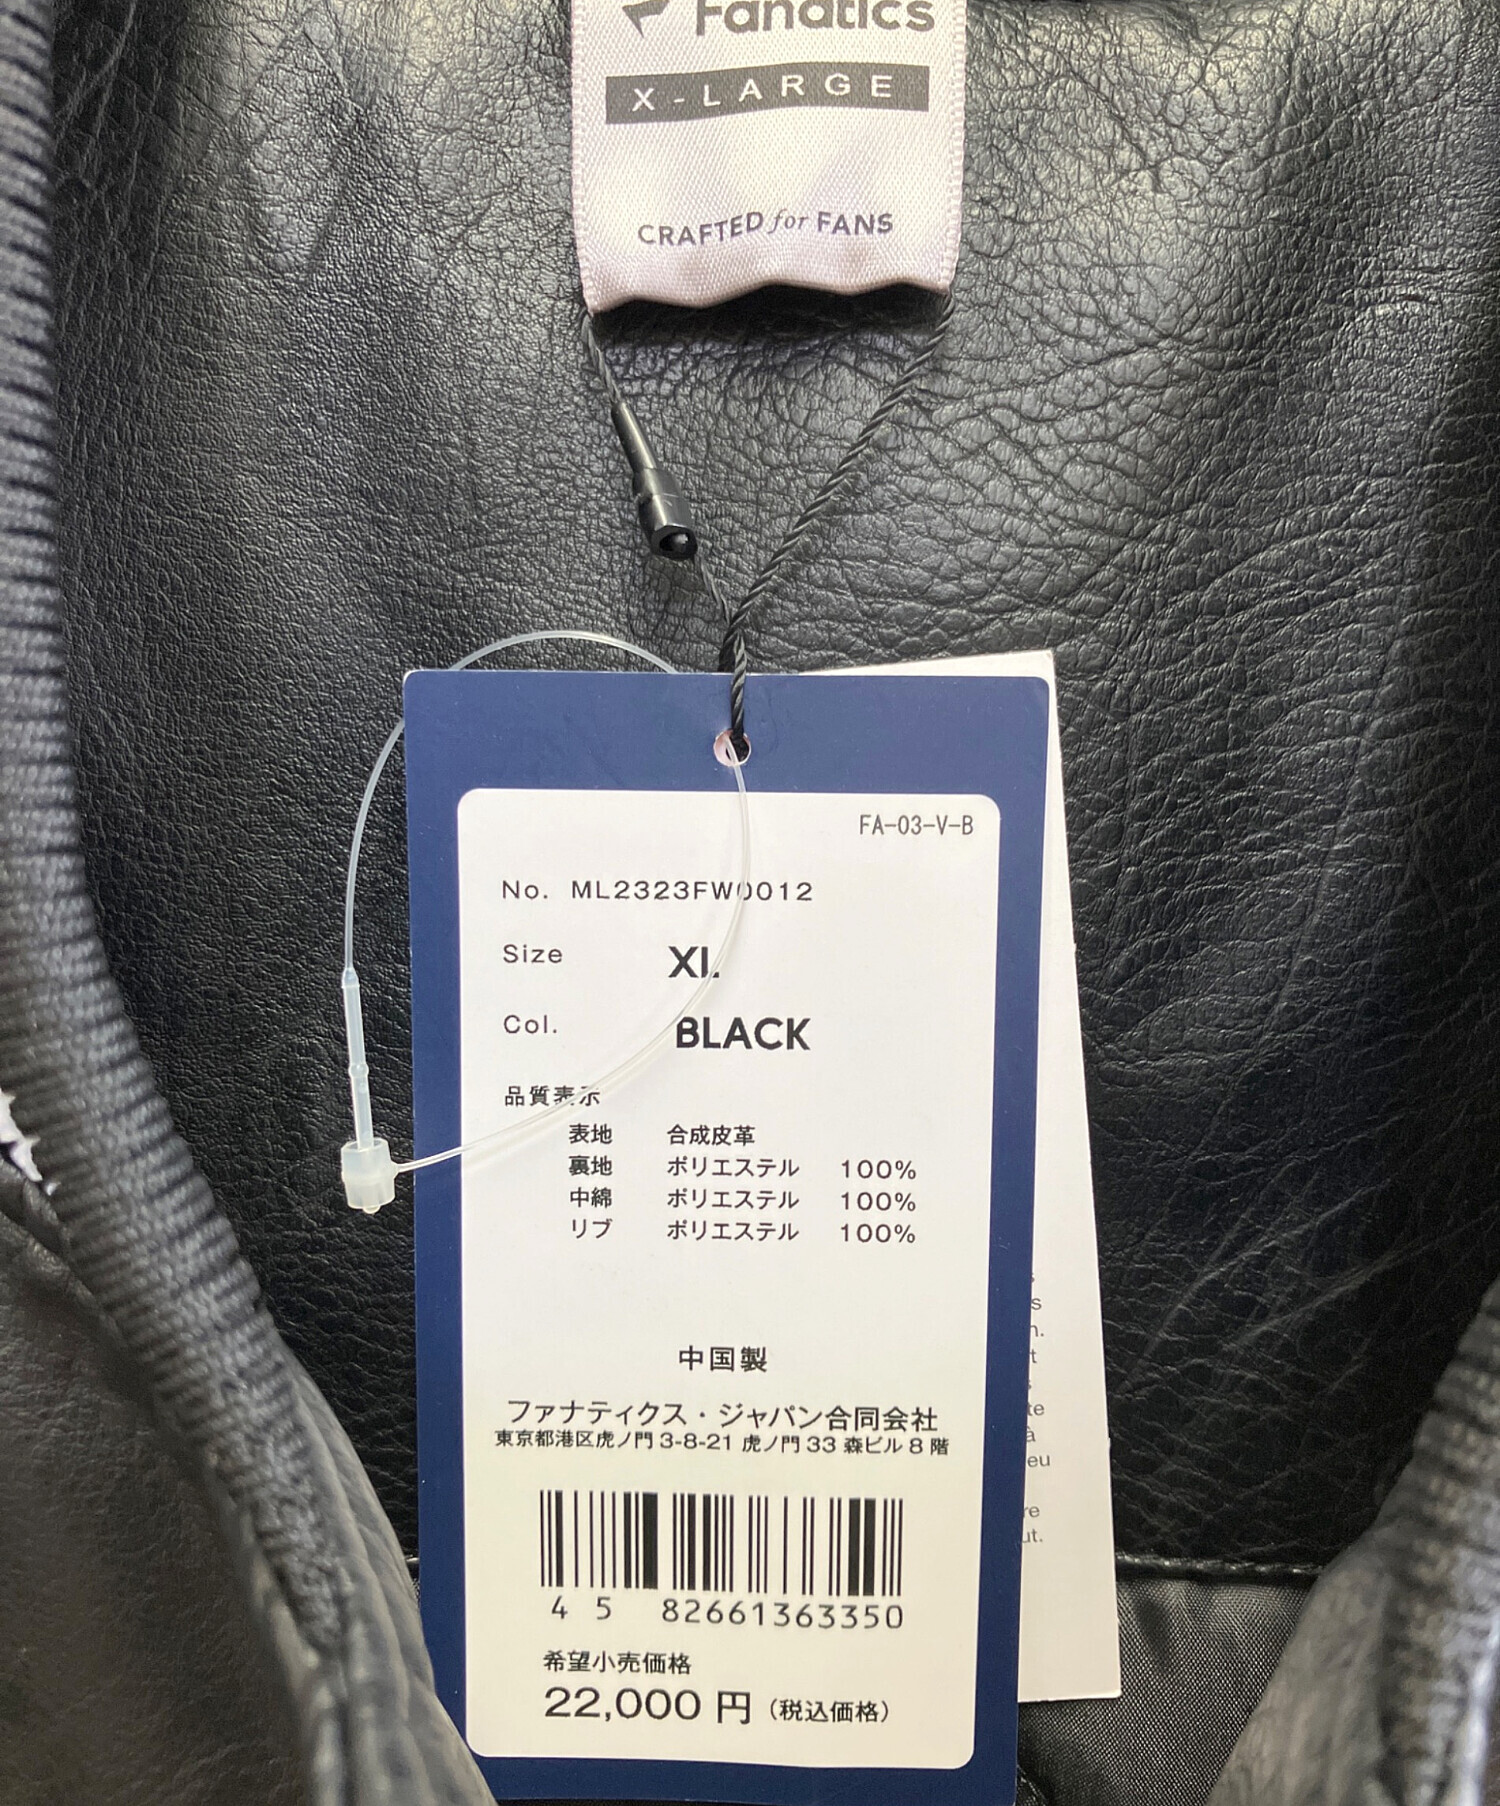 Fanatics
X-LARGE
CRAFTED for FANS
FA-03-V-B
No. ML2323FW0012
Size XL
Col. BLACK
品質表示
表地 合成皮革
裏地 ポリエステル 100%
中綿 ポリエステル 100%
リブ ポリエステル 100%
中国製
ファナティクス・ジャパン合同会社
東京都港区虎ノ門 3-8-21 虎ノ門 33 森ビル 8 階
45 82661363350
希望小売価格
22,000 円 (税込価格)